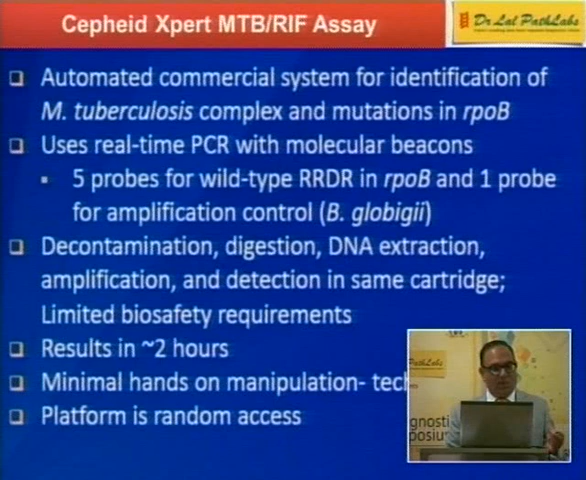 Cepheid Xpert MTB/RIF Assay
Dr Lal PathLabs
Automated commercial system for identification of
M. tuberculosis complex and mutations in rpoB
Uses real-time PCR with molecular beacons
5 probes for wild-type RRDR in rpoB and 1 probe
for amplification control (B. globigii)
Decontamination, digestion, DNA extraction,
amplification, and detection in same cartridge;
Limited biosafety requirements
Results in ~2 hours
Minimal hands on manipulation- tec
Platform is random access
PathLabs
gnosti
posiu